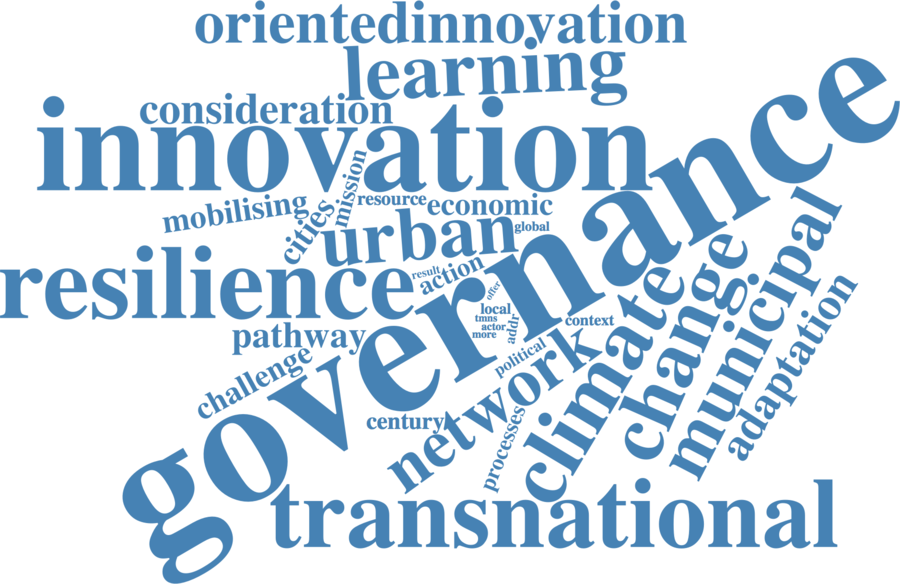 orientedinnovation
learning
consideration
innovation
governance
mission
mobilising
resource
economic
cities
urban
global
municipal
resilience
result
action
change
climate
offer
local
tmns
actor
more
addr
context
adaptation
pathway
political
network
challenge
century
processes
transnational